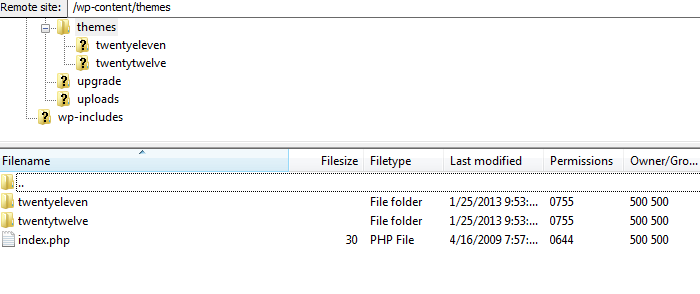 Remote site: /wp-content/themes
themes
twentyeleven
twentytwelve
upgrade
uploads
wp-includes
Filename Filesize Filetype Last modified Permissions Owner/Gro...
..
twentyeleven File folder 1/25/2013 9:53:... 0755 500 500
twentytwelve File folder 1/25/2013 9:53:... 0755 500 500
index.php 30 PHP File 4/16/2009 7:57:... 0644 500 500